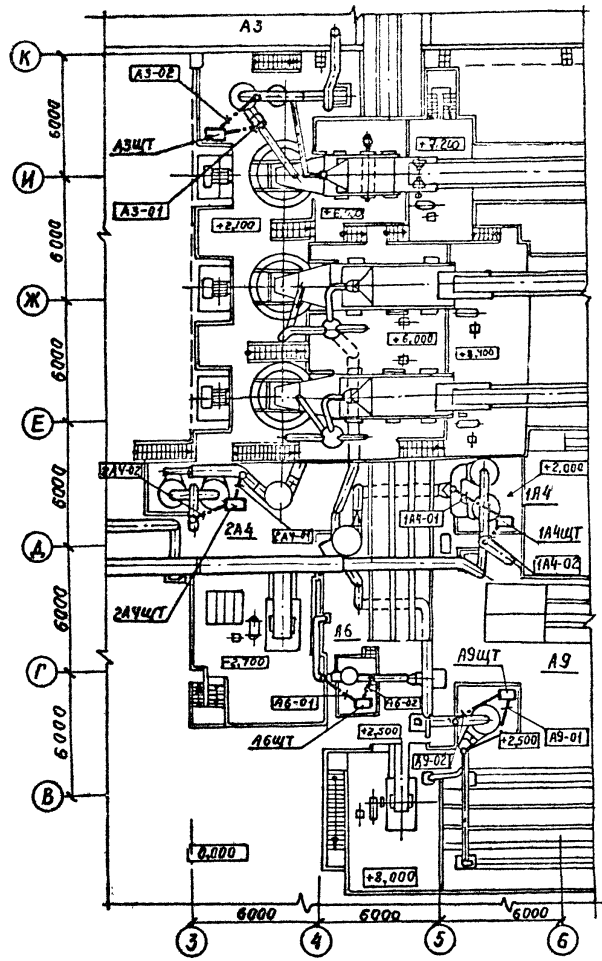 А3
К
А3-02
6000
А3ЩТ
+7.200
И
А3-01
+2,100
6000
Ж
+6,000
6000
+8,400
Е
2А4-02
+2,000
6000
1А4
1А4-01
2А4
2А4-01
1А4ЩТ
Д
1А4-02
2А4ЩТ
6000
А6
А9ЩТ
А9
-2,700
Г
А6-01
А6-02
А6ЩТ
+2,500
+2,500
А9-01
А9-02
6000
В
0,000
+8,000
6000
6000
6000
3
4
5
6